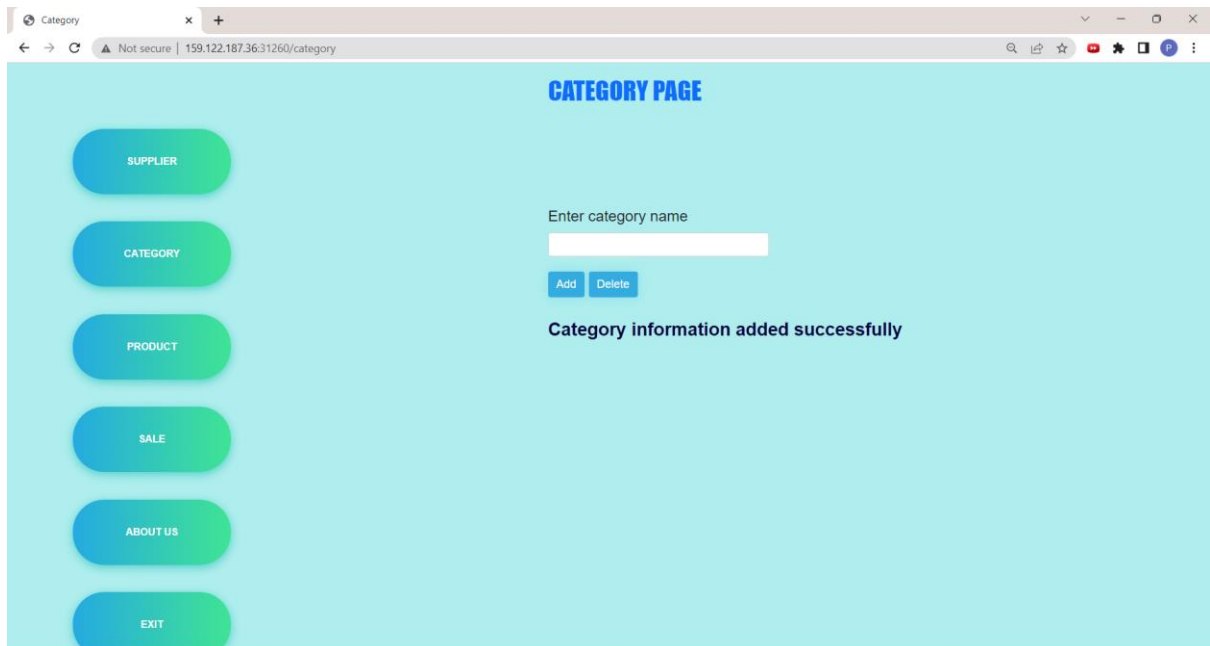 Category
Not secure | 159.122.187.36:31260/category
P
CATEGORY PAGE
SUPPLIER
CATEGORY
PRODUCT
SALE
ABOUT US
EXIT
Enter category name
Add Delete
Category information added successfully